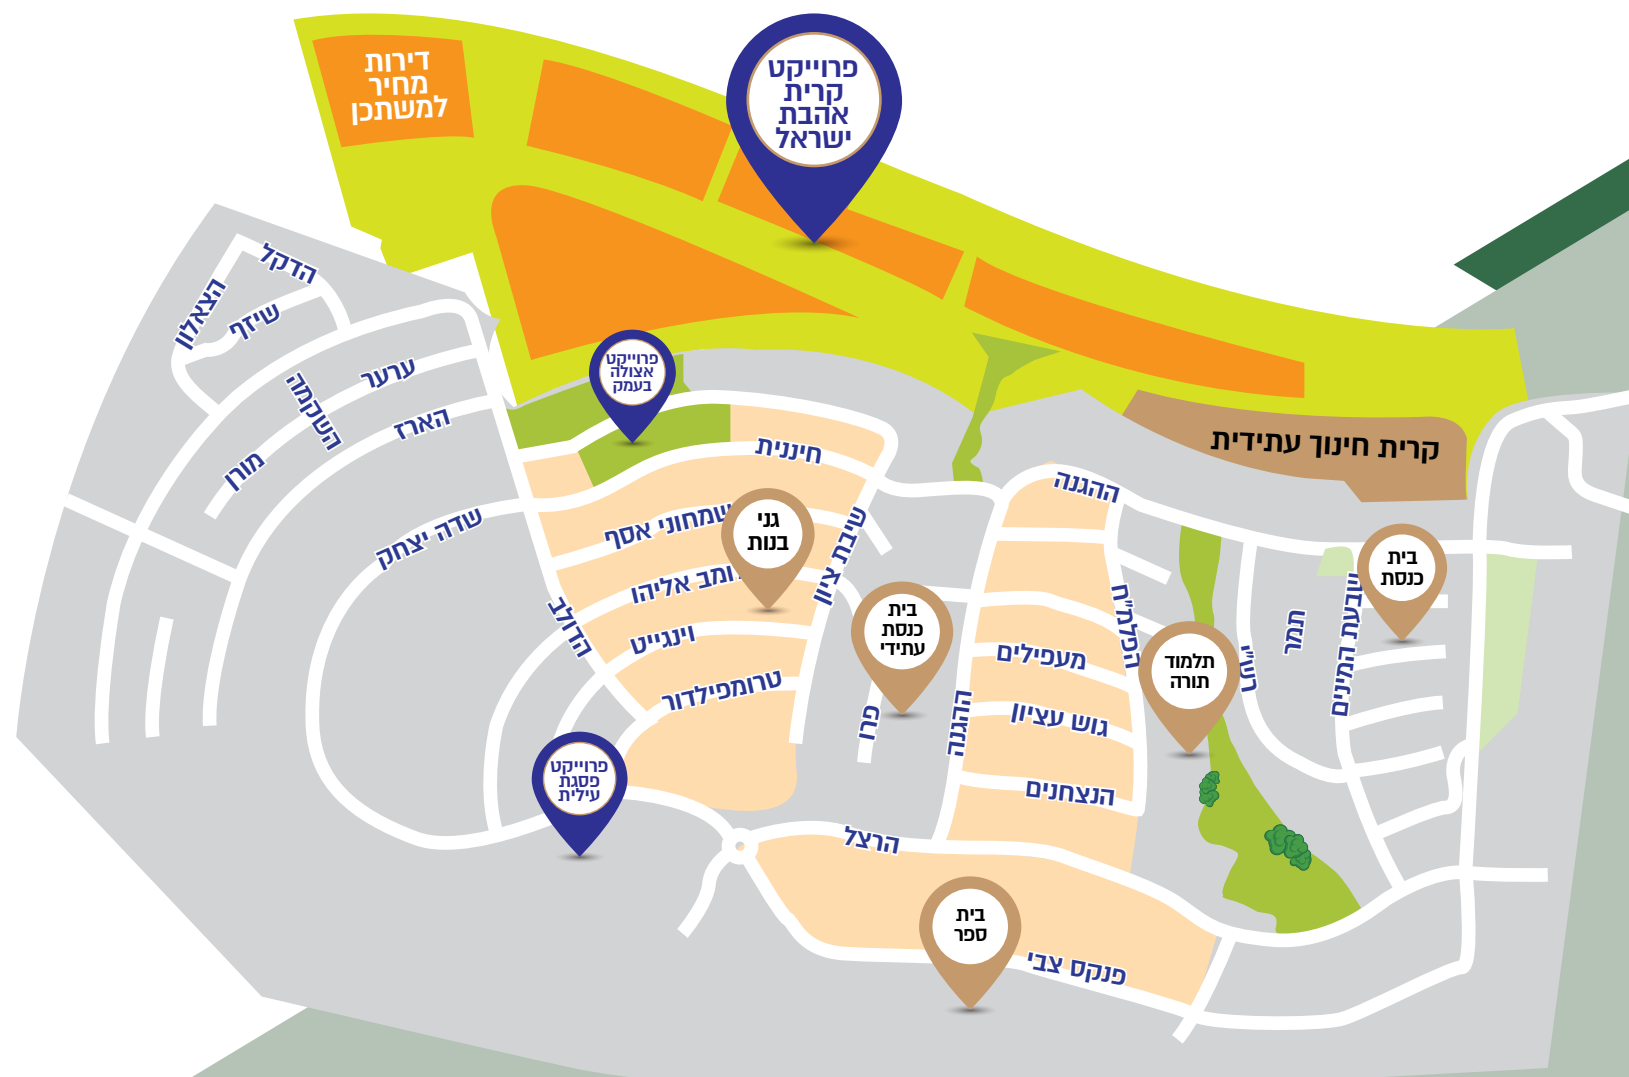 דירות
מחיר
למשתכן
פרוייקט
קרית
אהבת
ישראל
הדקל
הצאלון
שיזף
ערער
השקמה
הארז
מורן
פרוייקט
אצולה
בעמק
קרית חינוך עתידית
חיננית
ההגנה
שדה יצחק
שמחוני אסף
גני
בנות
שיבת ציון
אליהו
הדולב
וינגייט
טרומפילדור
בית
כנסת
עתידי
פרו
ההגנה
מעפילים
הפלמ"ח
גוש עציון
הנצחנים
תלמוד
תורה
רש"י
תמר
שבעת המינים
בית
כנסת
פרוייקט
פסגת
עילית
הרצל
בית
ספר
פנקס צבי